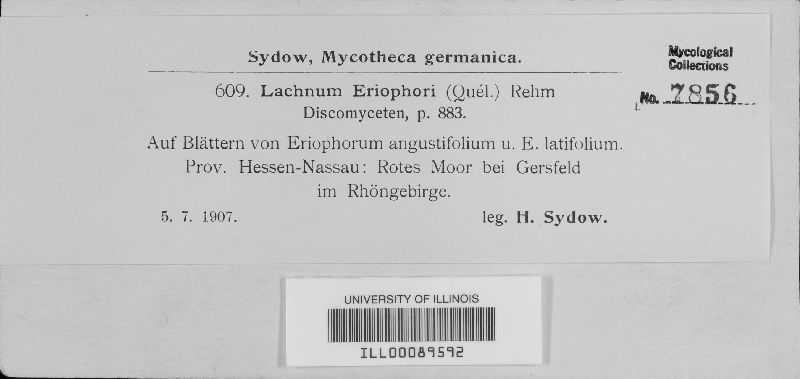 Sydow, Mycotheca germanica.
Mycological
Collections
No. 7856
609. Lachnum Eriophori (Quél.) Rehm
Discomyceten, p. 883.
Auf Blättern von Eriophorum angustifolium u. E. latifolium.
Prov. Hessen-Nassau: Rotes Moor bei Gersfeld
im Rhöngebirge.
5. 7. 1907. leg. H. Sydow.
UNIVERSITY OF ILLINOIS
ILL00089592